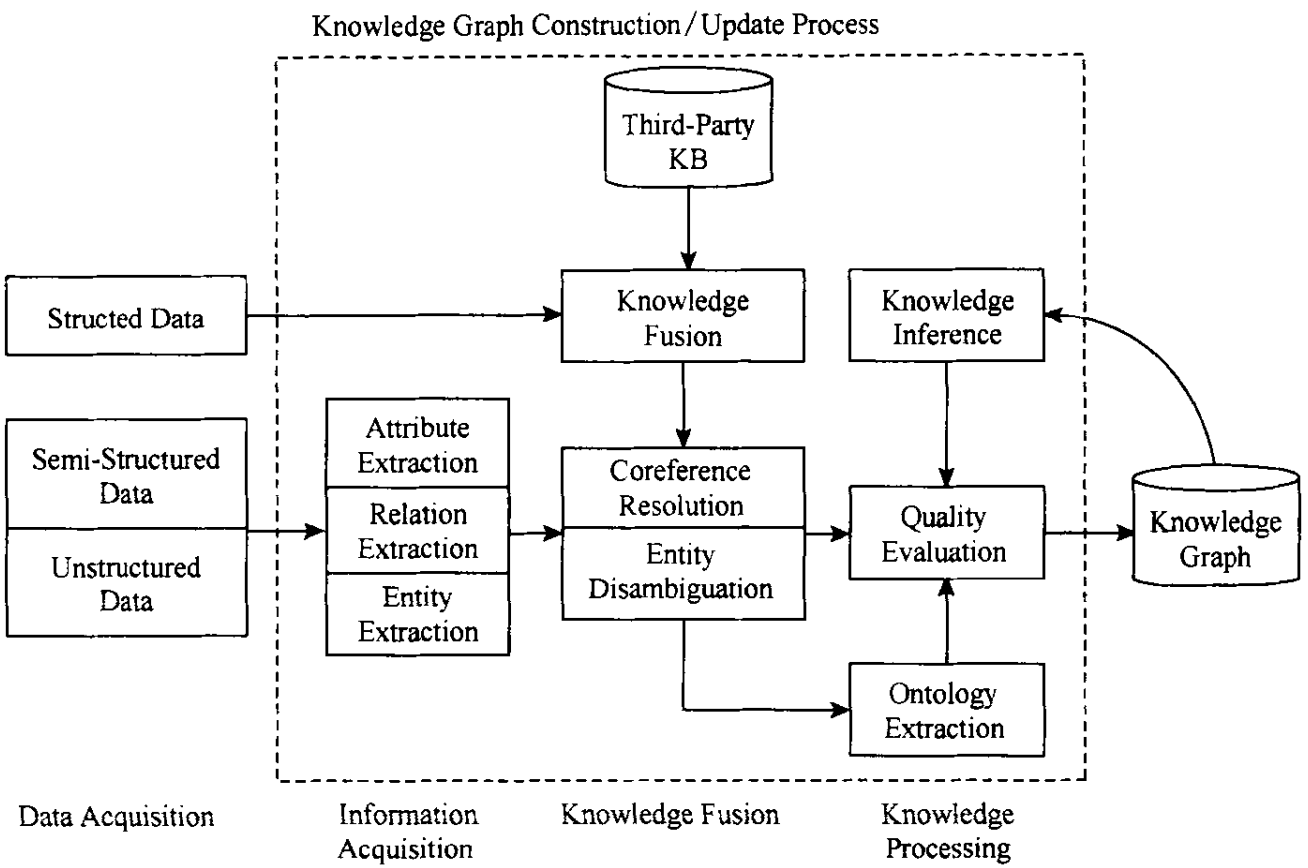 Knowledge Graph Construction/Update Process
Third-Party
KB
Structed Data
Knowledge
Fusion
Knowledge
Inference
Semi-Structured
Data
Unstructured
Data
Attribute
Extraction
Relation
Extraction
Entity
Extraction
Coreference
Resolution
Entity
Disambiguation
Quality
Evaluation
Knowledge
Graph
Ontology
Extraction
Data Acquisition
Information
Acquisition
Knowledge Fusion
Knowledge
Processing